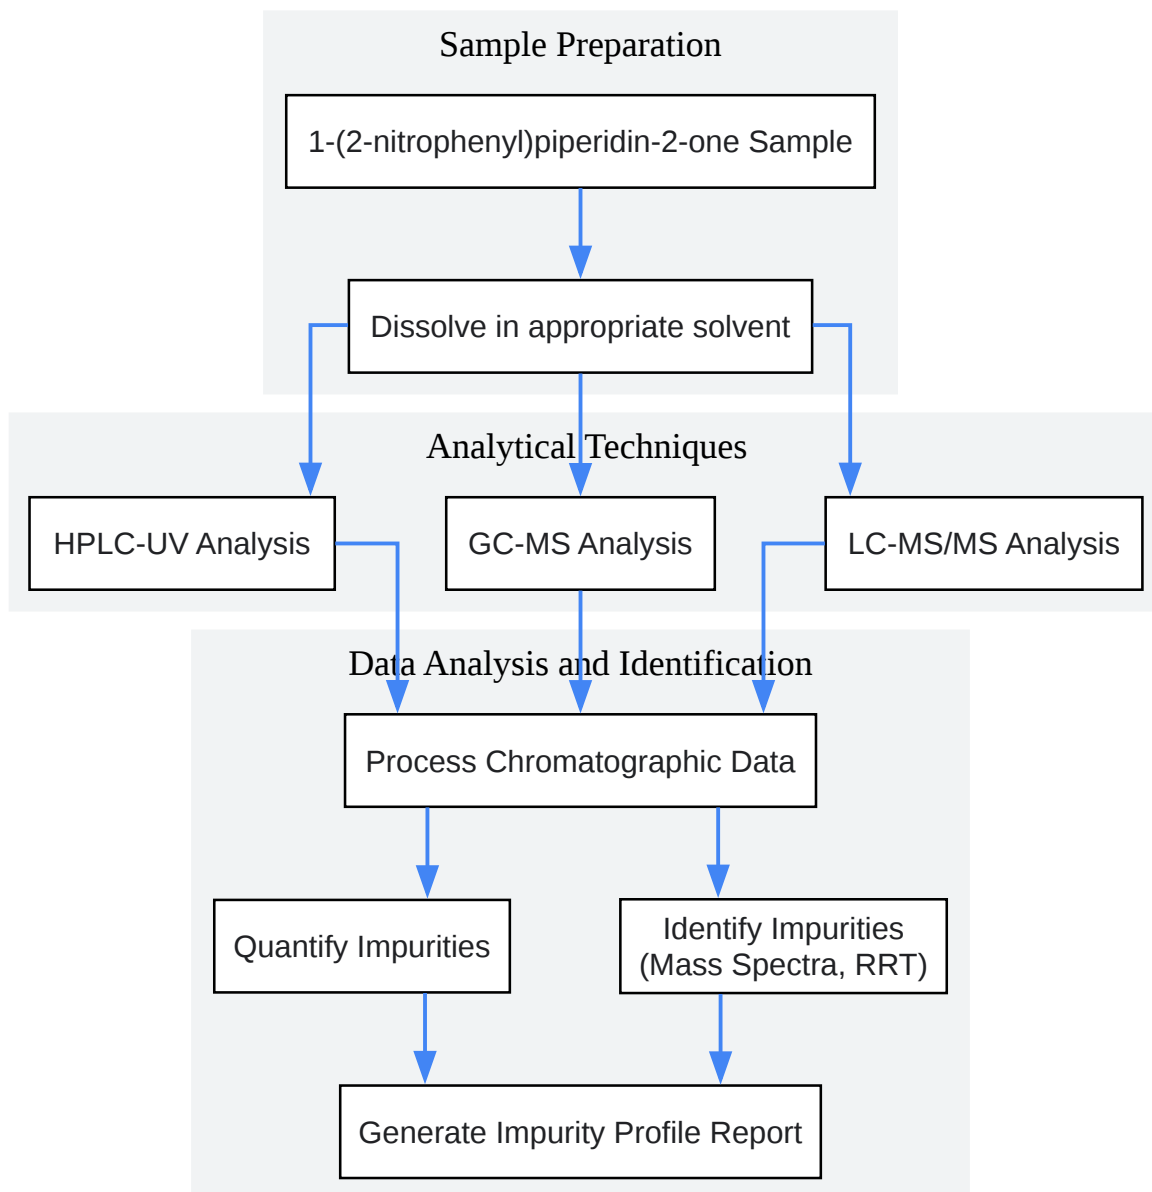 Sample Preparation
1-(2-nitrophenyl)piperidin-2-one Sample
Dissolve in appropriate solvent
Analytical Techniques
HPLC-UV Analysis
GC-MS Analysis
LC-MS/MS Analysis
Data Analysis and Identification
Process Chromatographic Data
Quantify Impurities
Identify Impurities
(Mass Spectra, RRT)
Generate Impurity Profile Report